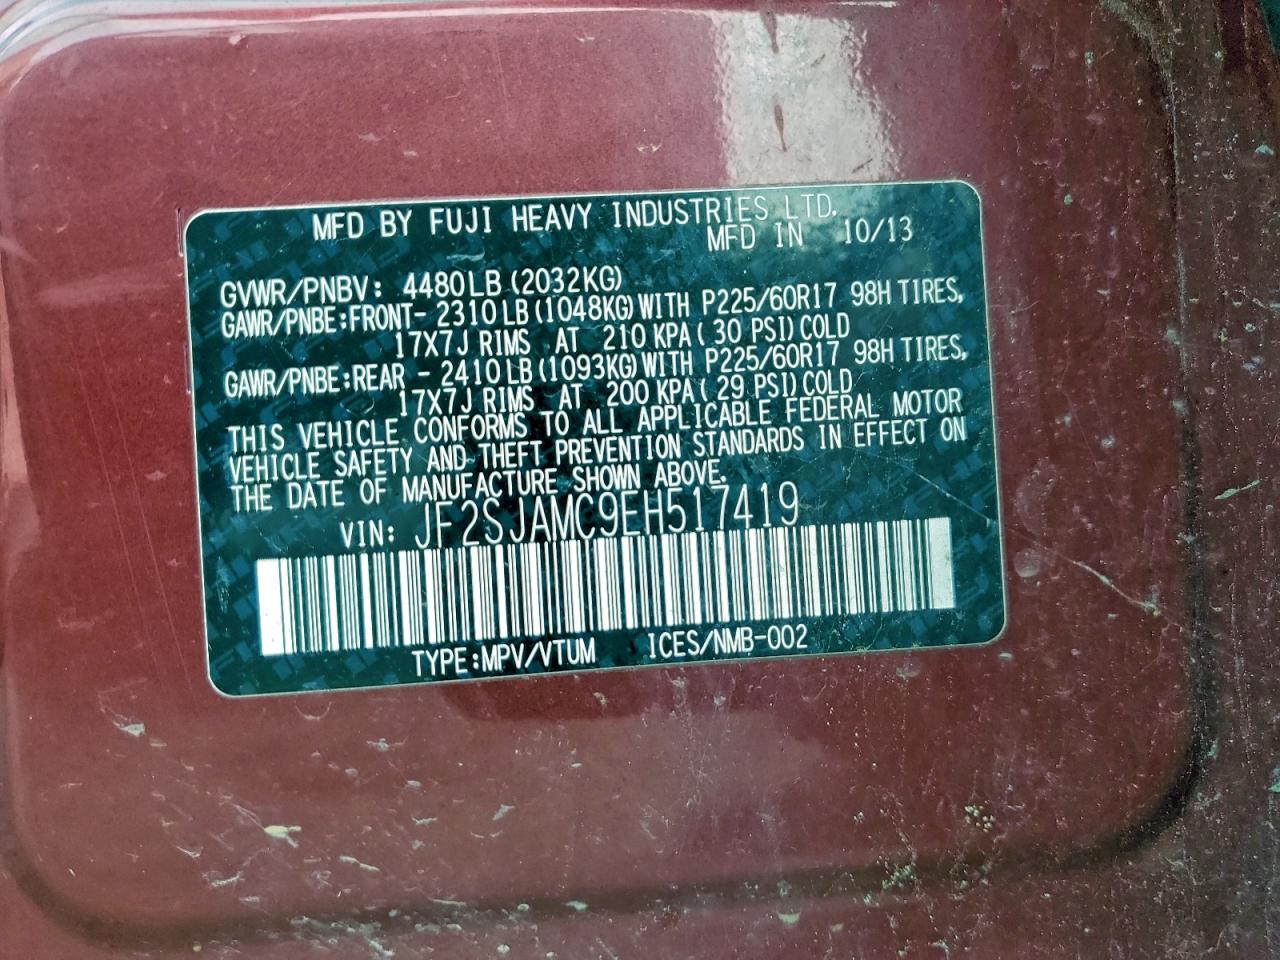 MFD BY FUJI HEAVY INDUSTRIES LTD.
MFD IN 10/13
GVWR/PNBV: 4480LB(2032KG)
GAWR/PNBE:FRONT- 2310LB(1048KG)WITH P225/60R17 98H TIRES,
17X7J RIMS AT 210 KPA( 30 PSI)COLD
GAWR/PNBE:REAR - 2410LB(1093KG)WITH P225/60R17 98H TIRES,
17X7J RIMS AT 200 KPA( 29 PSI)COLD
THIS VEHICLE CONFORMS TO ALL APPLICABLE FEDERAL MOTOR
VEHICLE SAFETY AND THEFT PREVENTION STANDARDS IN EFFECT ON
THE DATE OF MANUFACTURE SHOWN ABOVE.
VIN: JF2SJAMC9EH517419
TYPE:MPV/VTUM ICES/NMB-002